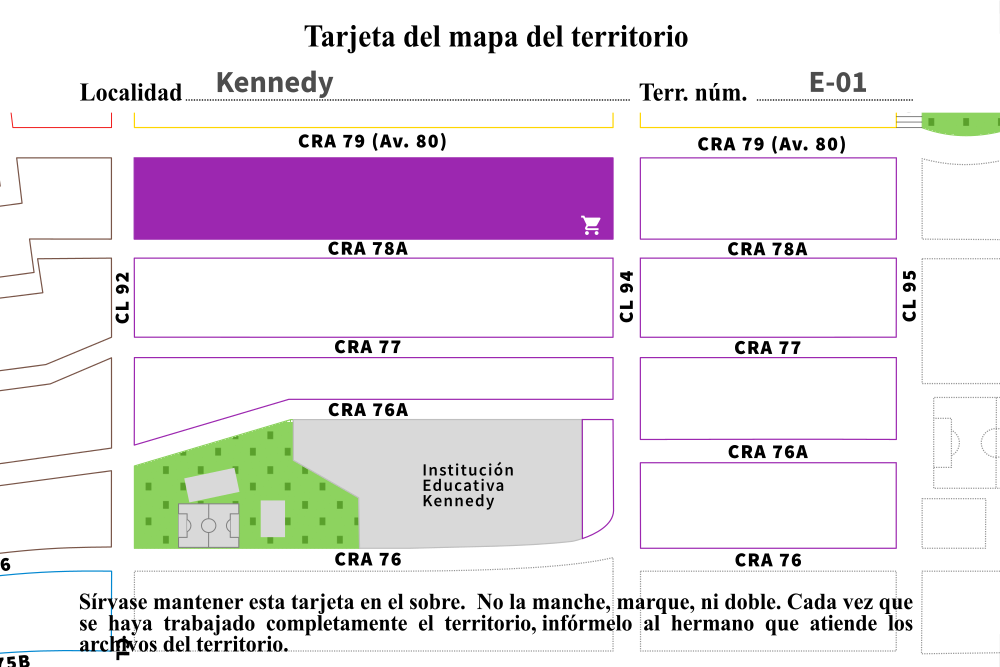 Tarjeta del mapa del territorio
Localidad Kennedy Terr. núm. E-01
CRA 79 (Av. 80) CRA 79 (Av. 80)
CRA 78A CRA 78A
CL 92 CL 94 CL 95
CRA 77 CRA 77
CRA 76A
CRA 76A
Institución
Educativa
Kennedy
CRA 76 CRA 76
6
Sírvase mantener esta tarjeta en el sobre. No la manche, marque, ni doble. Cada vez que
se haya trabajado completamente el territorio, infórmelo al hermano que atiende los
archivos del territorio.
75B